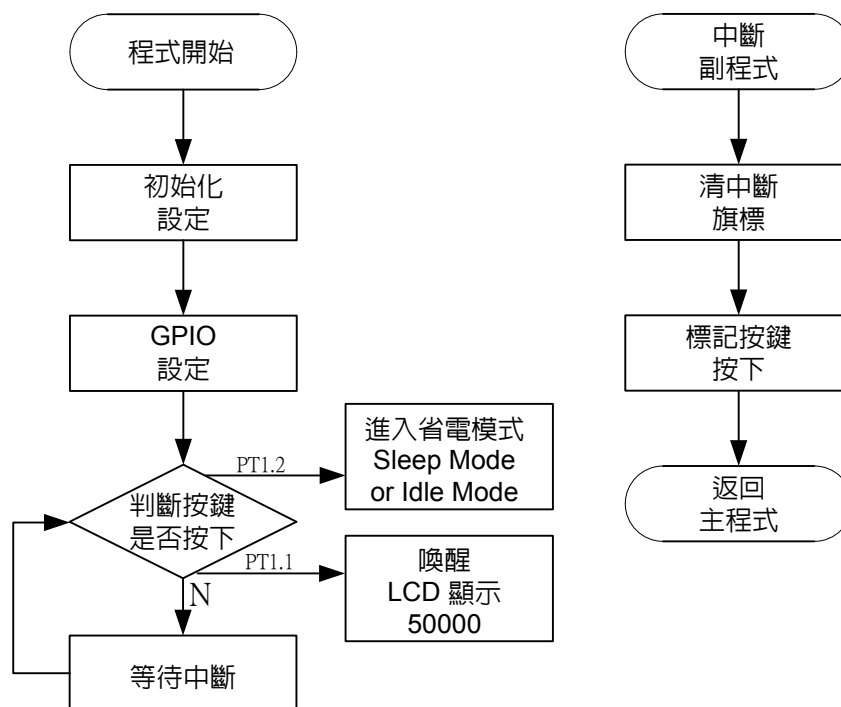 程式開始
初始化
設定
GPIO
設定
PT1.2
進入省電模式
Sleep Mode
or Idle Mode
判斷按鍵
是否按下
PT1.1
喚醒
LCD 顯示
50000
N
等待中斷
中斷
副程式
清中斷
旗標
標記按鍵
按下
返回
主程式